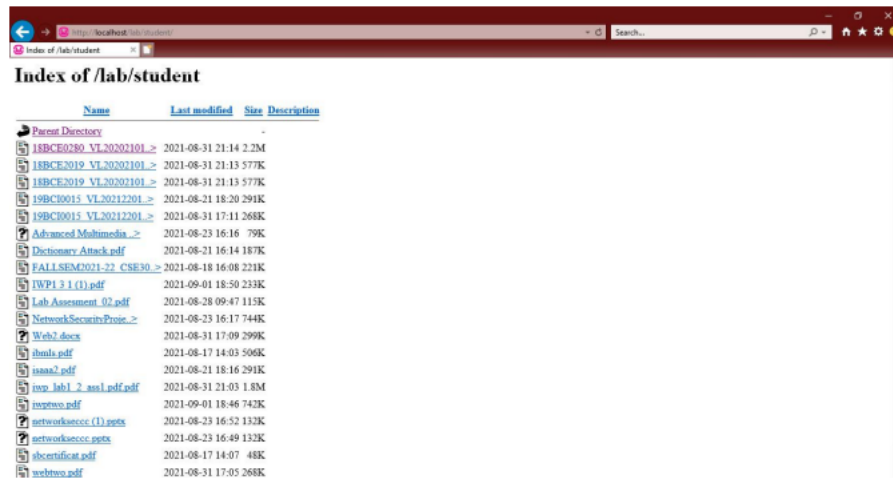 http://localhost/lab/student/
Search...
Index of /lab/student
Index of /lab/student
Name Last modified Size Description
Parent Directory -
18BCE0280_VL20202101..> 2021-08-31 21:14 2.2M
18BCE2019_VL20202101..> 2021-08-31 21:13 577K
18BCE2019_VL20202101..> 2021-08-31 21:13 577K
19BCI0015_VL20212201..> 2021-08-21 18:20 291K
19BCI0015_VL20212201..> 2021-08-31 17:11 268K
Advanced Multimedia ..> 2021-08-23 16:16 79K
Dictionary Attack.pdf 2021-08-21 16:14 187K
FALLSEM2021-22_CSE30..> 2021-08-18 16:08 221K
IWP1 3 1 (1).pdf 2021-09-01 18:50 233K
Lab Assesment_02.pdf 2021-08-28 09:47 115K
NetworkSecurityProje..> 2021-08-23 16:17 744K
Web2.docx 2021-08-31 17:09 299K
ibmls.pdf 2021-08-17 14:03 506K
isaaa2.pdf 2021-08-21 18:16 291K
iwp_lab1_2_ass1.pdf.pdf 2021-08-31 21:03 1.8M
iwptwo.pdf 2021-09-01 18:46 742K
networkseccc (1).pptx 2021-08-23 16:52 132K
networkseccc.pptx 2021-08-23 16:49 132K
sbcertificat.pdf 2021-08-17 14:07 48K
webtwo.pdf 2021-08-31 17:05 268K